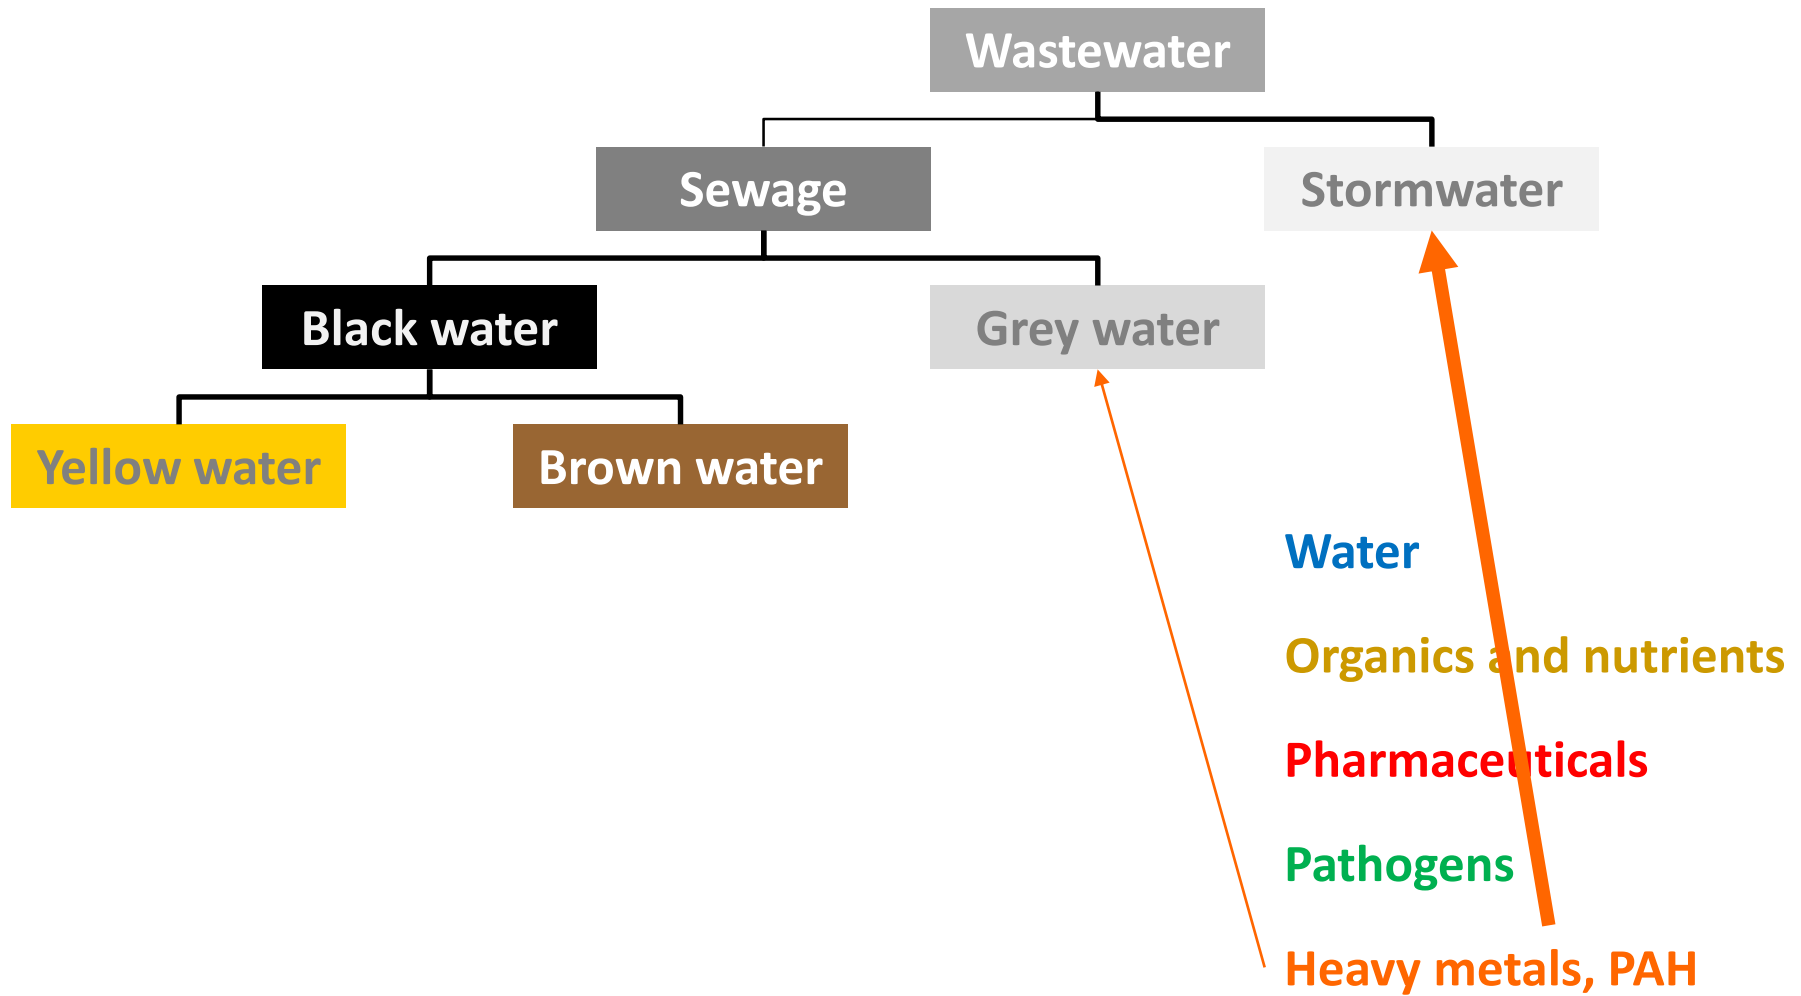 Wastewater
Sewage
Stormwater
Black water
Grey water
Yellow water
Brown water
Water
Organics and nutrients
Pharmaceuticals
Pathogens
Heavy metals, PAH